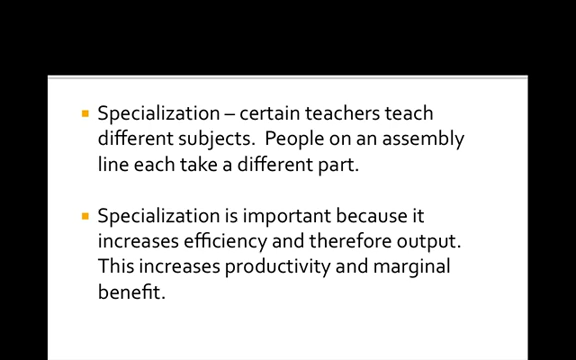 Specialization – certain teachers teach
different subjects.  People on an assembly
line each take a different part.
Specialization is important because it
increases efficiency and therefore output.
This increases productivity and marginal
benefit.